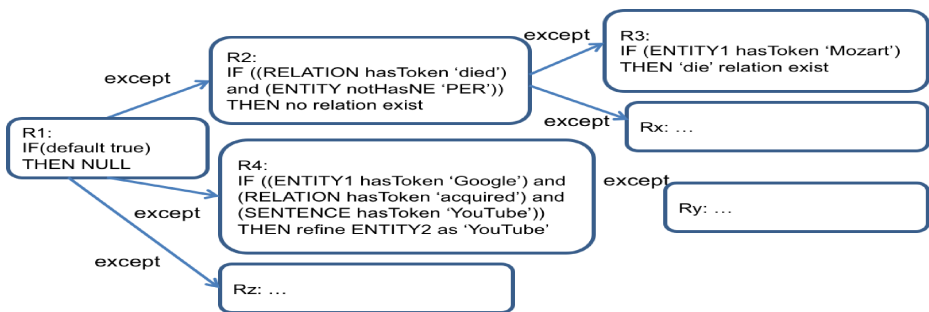 R1:
IF(default true)
THEN NULL
except
R2:
IF ((RELATION hasToken ‘died’)
and (ENTITY notHasNE ‘PER’))
THEN no relation exist
except
R3:
IF (ENTITY1 hasToken ‘Mozart’)
THEN ‘die’ relation exist
except
Rx: ...
except
R4:
IF ((ENTITY1 hasToken ‘Google’) and
(RELATION hasToken ‘acquired’) and
(SENTENCE hasToken ‘YouTube’))
THEN refine ENTITY2 as ‘YouTube’
except
Ry: ...
except
Rz: ...